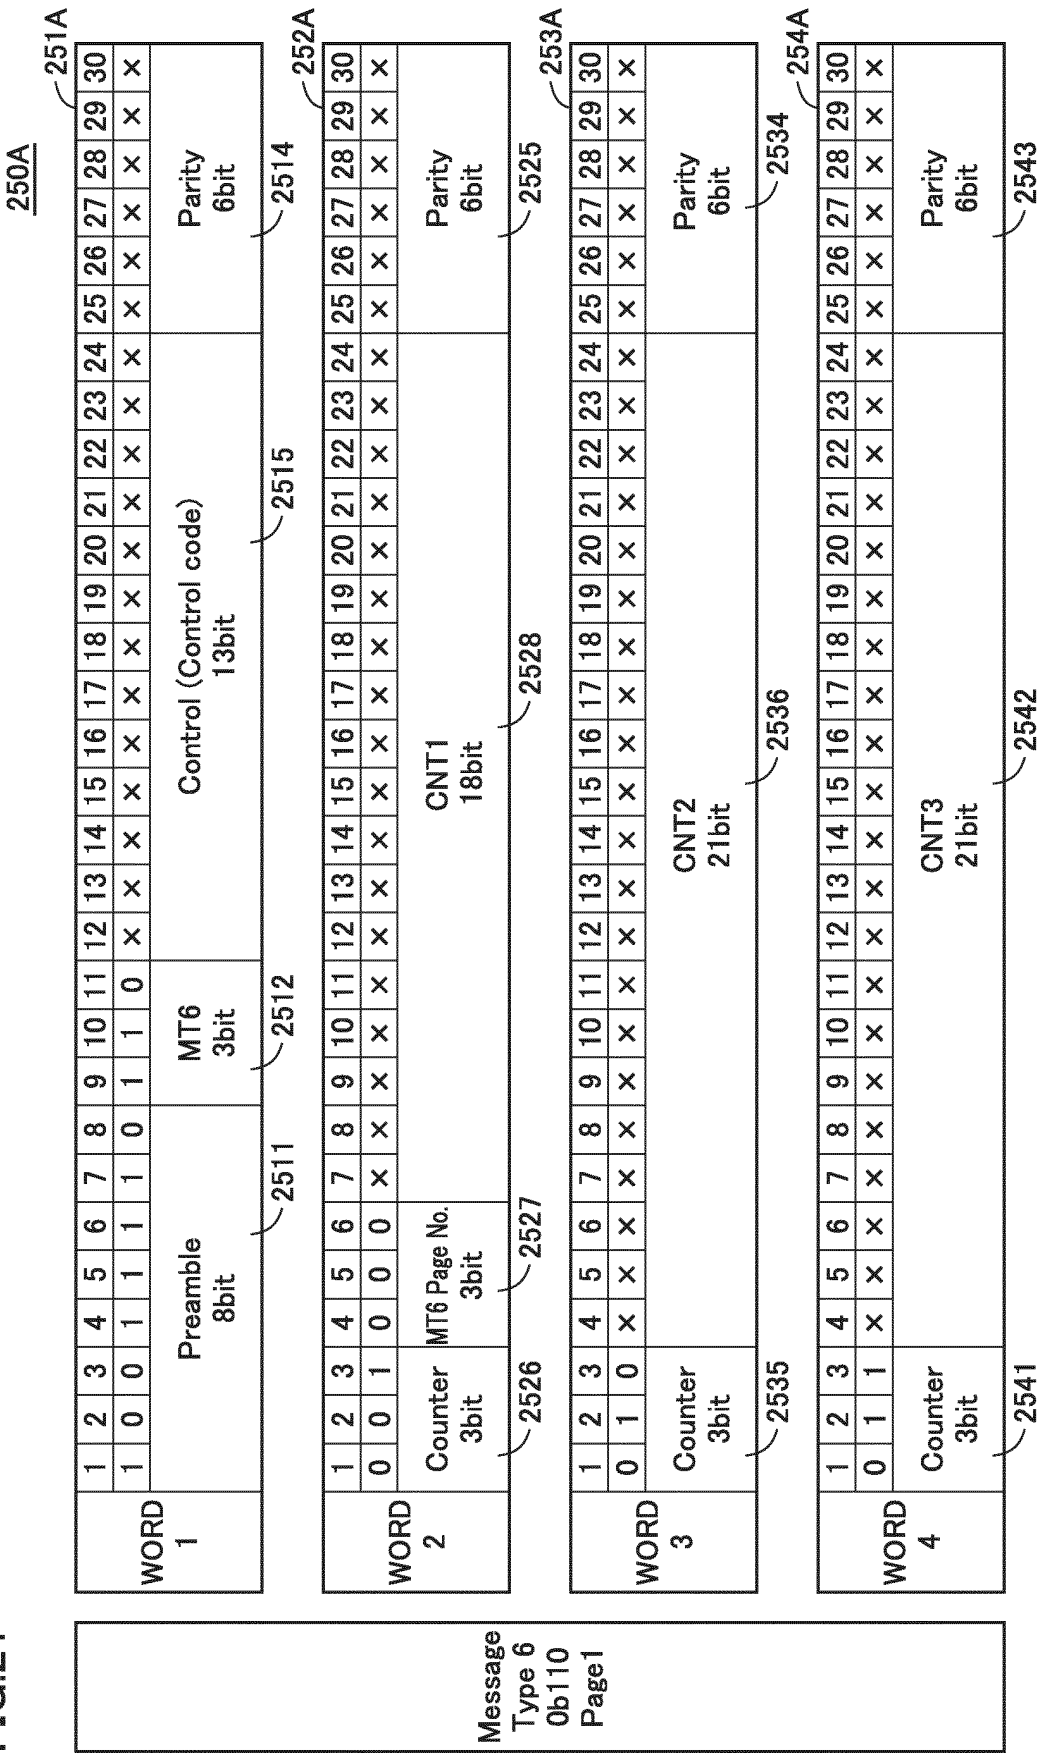 250A
Message
Type 6
0b110
Page1
251A
WORD
1
1 2 3 4 5 6 7 8 9 10 11 12 13 14 15 16 17 18 19 20 21 22 23 24 25 26 27 28 29 30
1 0 0 1 1 1 1 0 1 1 0 × × × × × × × × × × × × × × × × × × ×
Preamble
8bit
MT6
3bit
Control (Control code)
13bit
Parity
6bit
2511
2512
2515
2514
252A
WORD
2
1 2 3 4 5 6 7 8 9 10 11 12 13 14 15 16 17 18 19 20 21 22 23 24 25 26 27 28 29 30
0 0 1 0 0 0 × × × × × × × × × × × × × × × × × × × × × × × ×
Counter
3bit
MT6 Page No.
3bit
CNT1
18bit
Parity
6bit
2526
2527
2528
2525
253A
WORD
3
1 2 3 4 5 6 7 8 9 10 11 12 13 14 15 16 17 18 19 20 21 22 23 24 25 26 27 28 29 30
0 1 0 × × × × × × × × × × × × × × × × × × × × × × × × × × ×
Counter
3bit
CNT2
21bit
Parity
6bit
2535
2536
2534
254A
WORD
4
1 2 3 4 5 6 7 8 9 10 11 12 13 14 15 16 17 18 19 20 21 22 23 24 25 26 27 28 29 30
0 1 1 × × × × × × × × × × × × × × × × × × × × × × × × × × ×
Counter
3bit
CNT3
21bit
Parity
6bit
2541
2542
2543